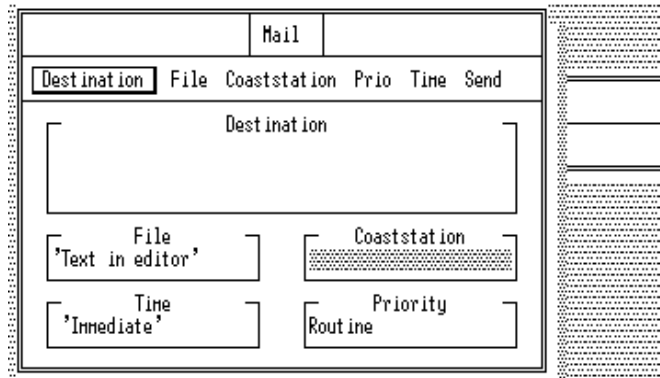 Mail
Destination File Coaststation Prio Time Send
Destination
File Coaststation
'Text in editor'
Time Priority
'Immediate' Routine